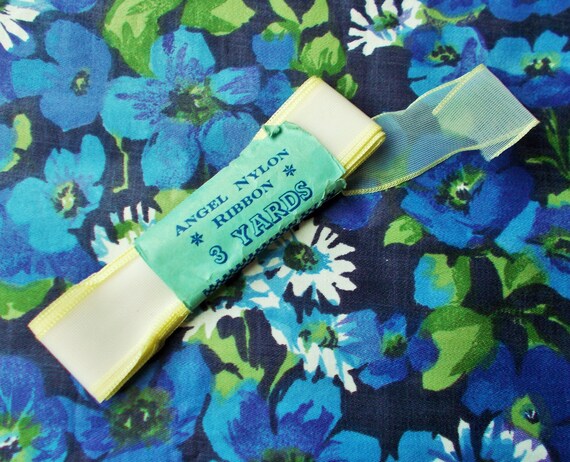 ANGEL NYLON
* RIBBON *
3 YARDS